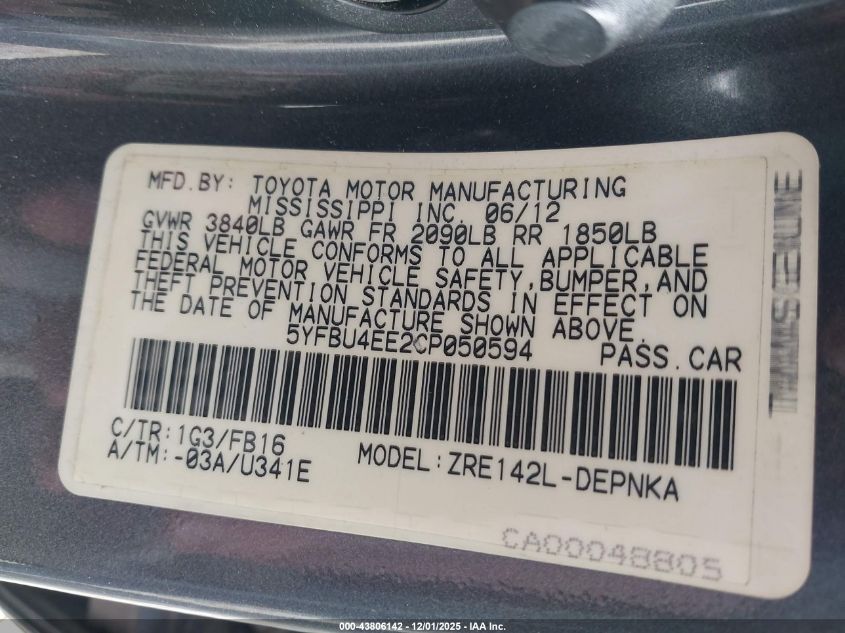 MFD.BY: TOYOTA MOTOR MANUFACTURING
MISSISSIPPI INC. 06/12
GVWR 3840LB GAWR FR 2090LB RR 1850LB
THIS VEHICLE CONFORMS TO ALL APPLICABLE
FEDERAL MOTOR VEHICLE SAFETY,BUMPER,AND
THEFT PREVENTION STANDARDS IN EFFECT ON
THE DATE OF MANUFACTURE SHOWN ABOVE.
5YFBU4EE2CP050594 PASS.CAR
C/TR:1G3/FB16
A/TM:-03A/U341E MODEL:ZRE142L-DEPNKA
CA00048805
000-43806142 - 12/01/2025 - IAA Inc.